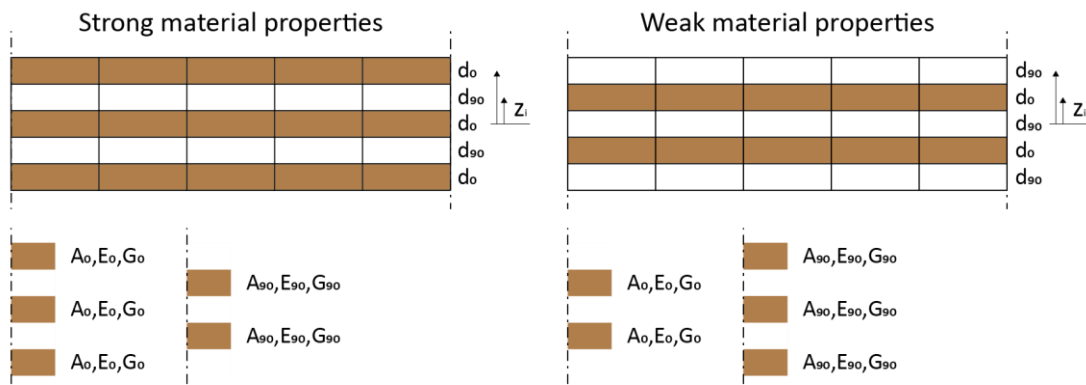 Strong material properties
d₀
d₉₀
d₀
d₉₀
d₀
zᵢ
A₀,E₀,G₀
A₀,E₀,G₀
A₀,E₀,G₀
A₉₀,E₉₀,G₉₀
A₉₀,E₉₀,G₉₀
Weak material properties
d₉₀
d₀
d₉₀
d₀
d₉₀
zᵢ
A₀,E₀,G₀
A₀,E₀,G₀
A₉₀,E₉₀,G₉₀
A₉₀,E₉₀,G₉₀
A₉₀,E₉₀,G₉₀